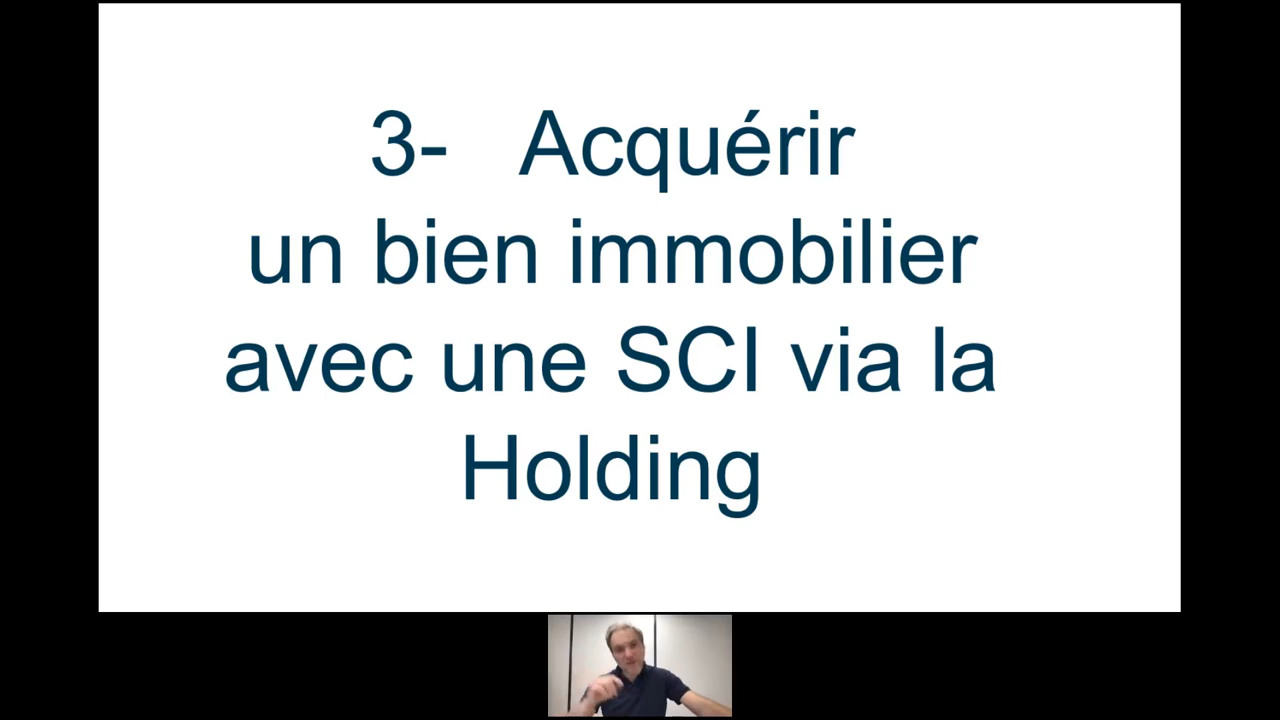 3- Acquérir
un bien immobilier
avec une SCI via la
Holding